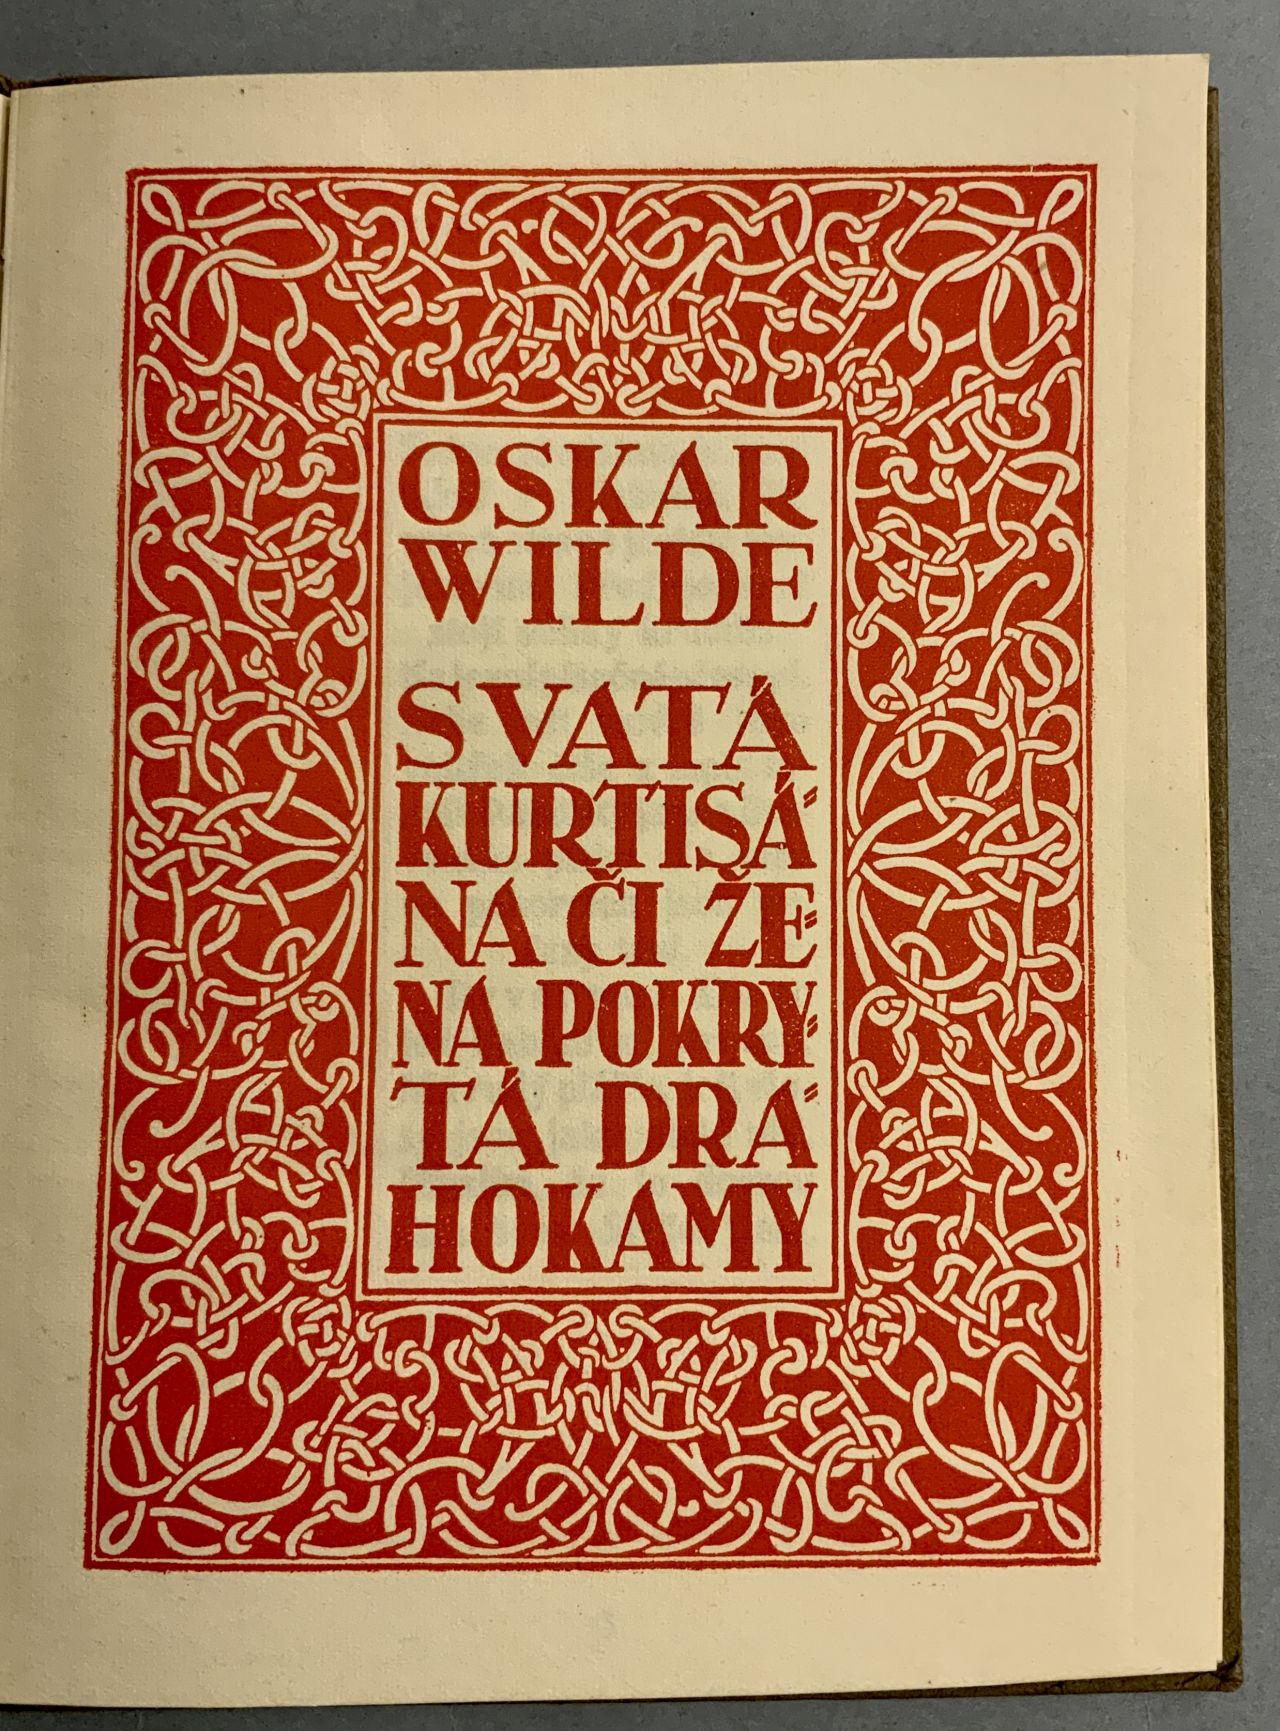 OSKAR
WILDE
SVATÁ
KURTISÁ=
NA ČI ŽE=
NA POKRY=
TÁ DRA=
HOKAMY